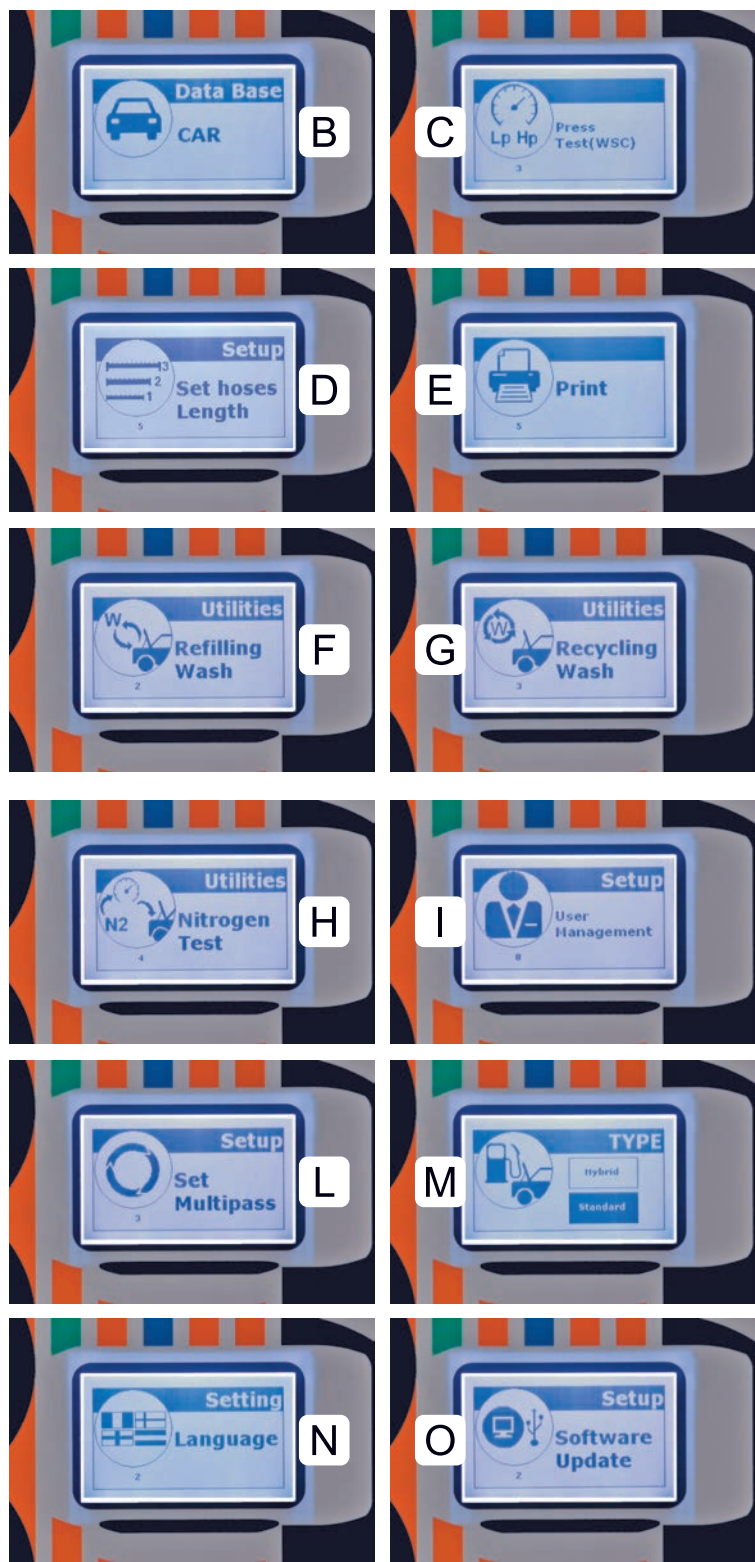 Data Base
CAR
B
C
Lp Hp
Press
Test(WSC)
3
Setup
3
2
1
Set hoses
Length
5
D
E
Print
5
Utilities
W
Refilling
Wash
2
F
G
Utilities
W
Recycling
Wash
3
Utilities
N2
Nitrogen
Test
4
H
I
Setup
User
Management
8
Setup
Set
Multipass
3
L
M
TYPE
Hybrid
Standard
Setting
Language
2
N
O
Setup
Software
Update
2